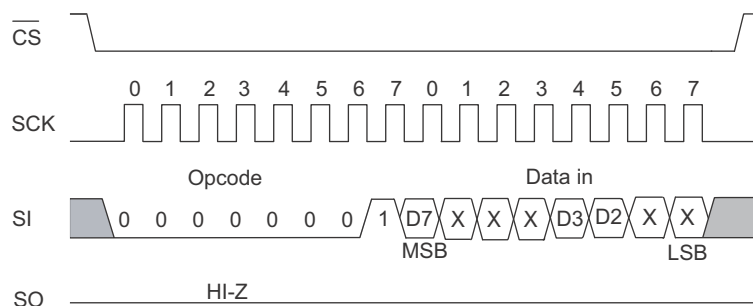 CS
0 1 2 3 4 5 6 7 0 1 2 3 4 5 6 7
SCK
Opcode Data in
SI 0 0 0 0 0 0 0 1 D7 X X X D3 D2 X X
MSB LSB
HI-Z
SO